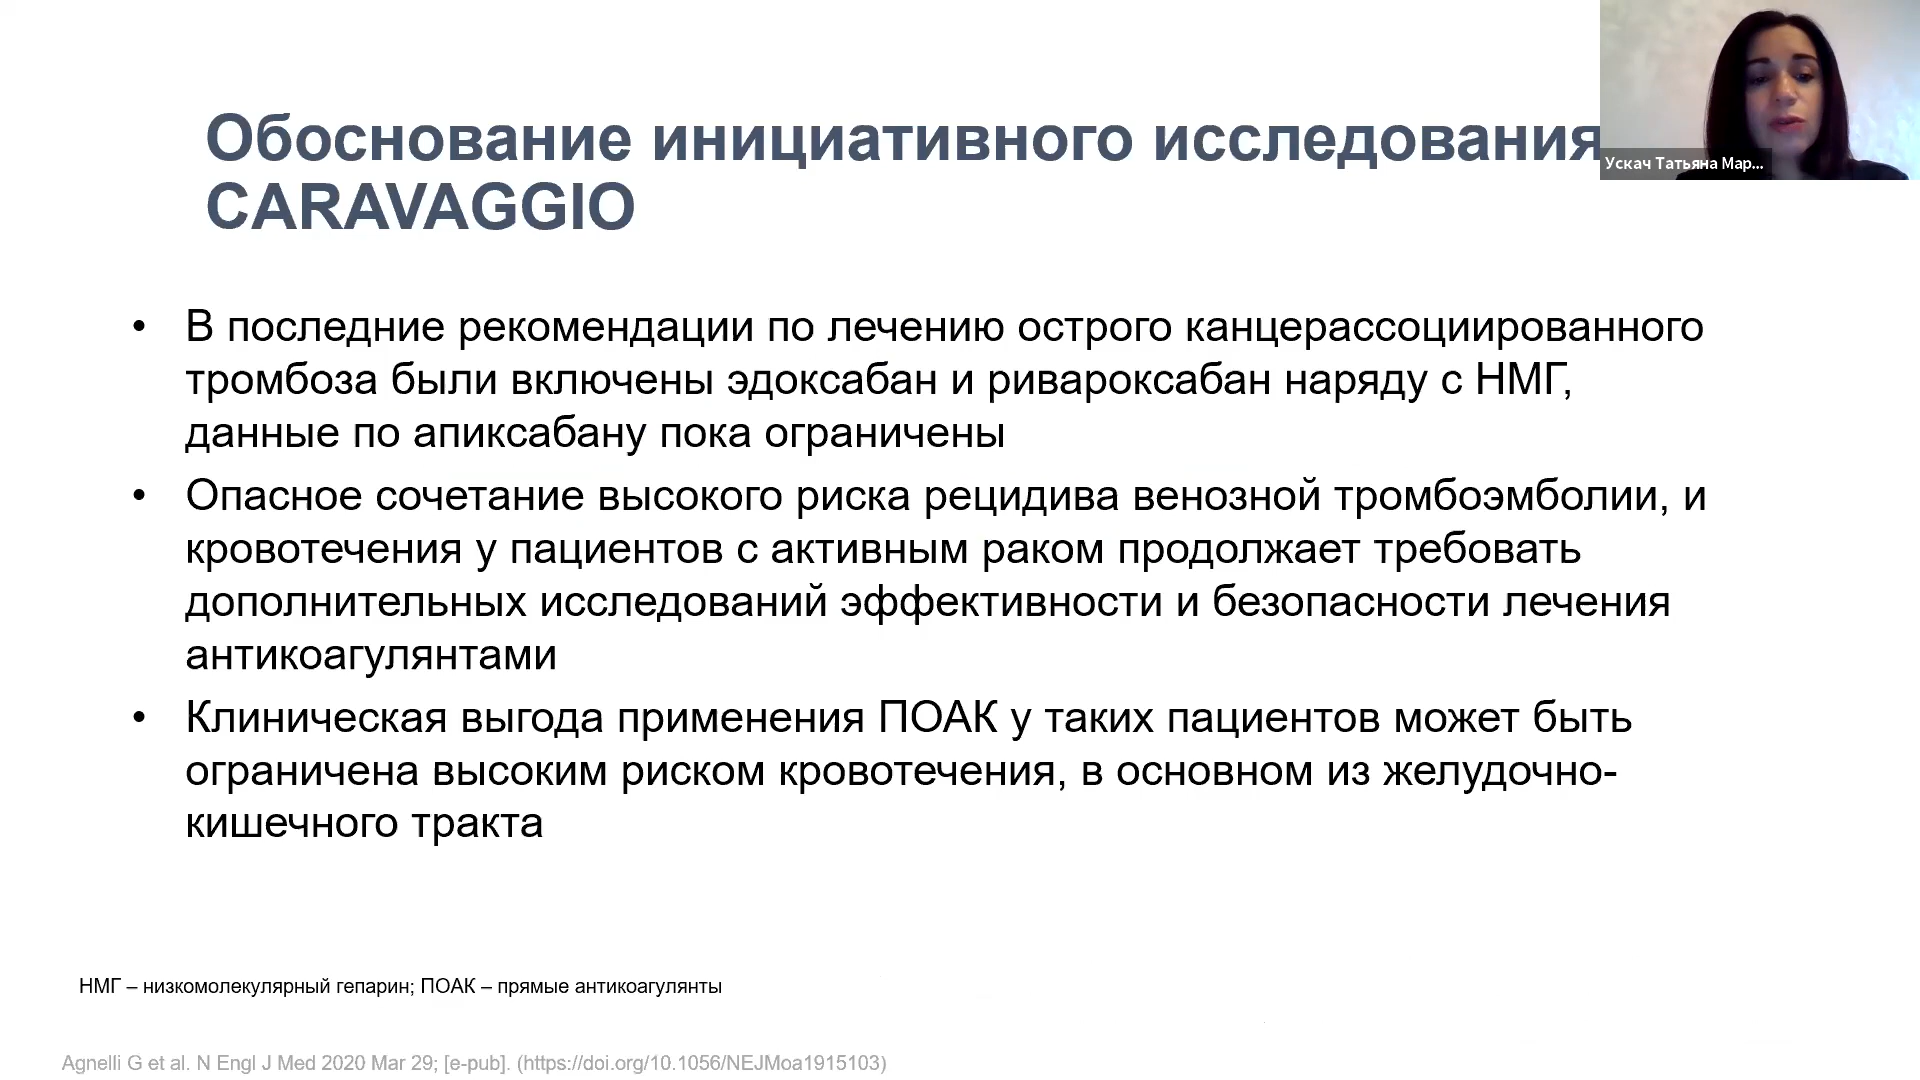 Обоснование инициативного исследования
CARAVAGGIO
Ускач Татьяна Мар...
• В последние рекомендации по лечению острого канцерассоциированного
тромбоза были включены эдоксабан и ривароксабан наряду с НМГ,
данные по апиксабану пока ограничены
• Опасное сочетание высокого риска рецидива венозной тромбоэмболии, и
кровотечения у пациентов с активным раком продолжает требовать
дополнительных исследований эффективности и безопасности лечения
антикоагулянтами
• Клиническая выгода применения ПОАК у таких пациентов может быть
ограничена высоким риском кровотечения, в основном из желудочно-
кишечного тракта
НМГ – низкомолекулярный гепарин; ПОАК – прямые антикоагулянты
Agnelli G et al. N Engl J Med 2020 Mar 29; [e-pub]. (https://doi.org/10.1056/NEJMoa1915103)